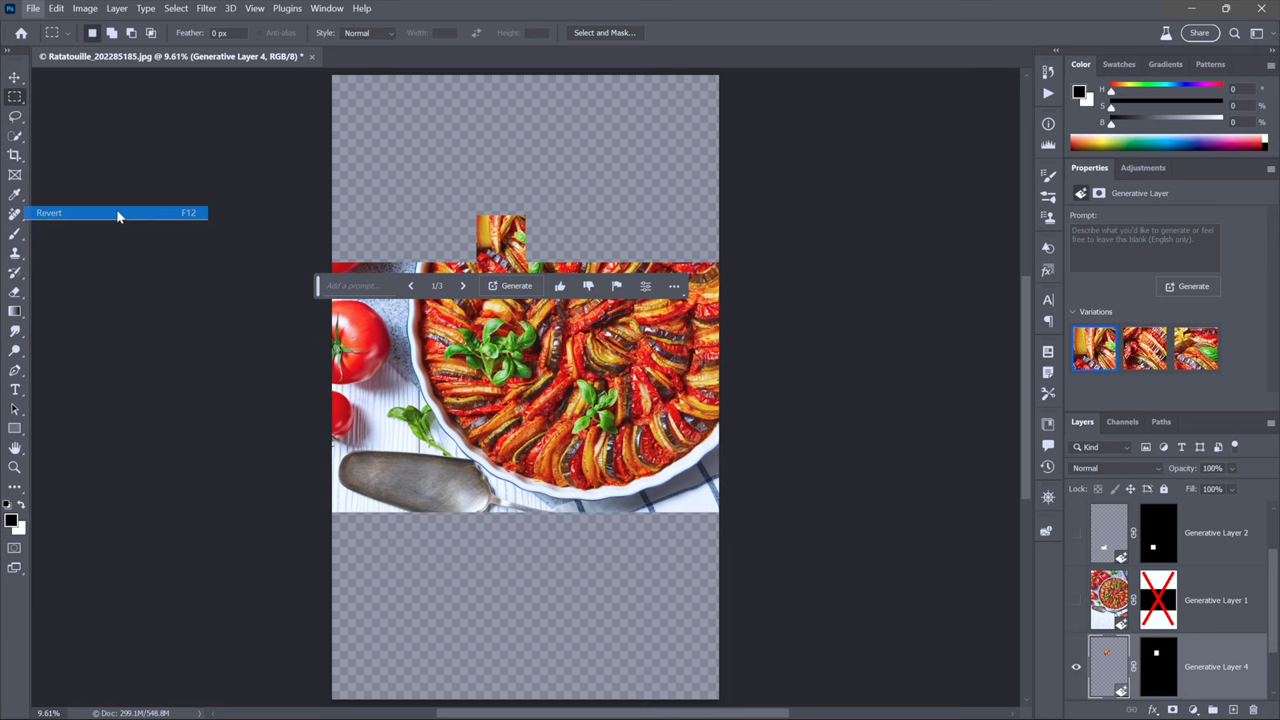 Ps File Edit Image Layer Type Select Filter 3D View Plugins Window Help
Feather: 0 px Anti-alias Style: Normal Width: Height: Select and Mask... Share
© Ratatouille_202285185.jpg @ 9.61% (Generative Layer 4, RGB/8) *
Revert F12
Add a prompt... 1/3 Generate
Color Swatches Gradients Patterns
H 0 °
S 0 %
B 0 %
Properties Adjustments
Generative Layer
Prompt:
Describe what you'd like to generate or feel
free to leave this blank (English only).
Generate
Variations
Layers Channels Paths
Kind
Normal Opacity: 100%
Lock: Fill: 100%
Generative Layer 2
Generative Layer 1
Generative Layer 4
9.61% Doc: 299.1M/548.8M